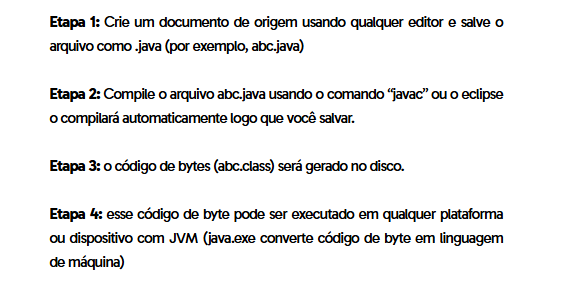 Etapa 1: Crie um documento de origem usando qualquer editor e salve o
arquivo como .java (por exemplo, abc.java)
Etapa 2: Compile o arquivo abc.java usando o comando “javac” ou o eclipse
o compilará automaticamente logo que você salvar.
Etapa 3: o código de bytes (abc.class) será gerado no disco.
Etapa 4: esse código de byte pode ser executado em qualquer plataforma
ou dispositivo com JVM (java.exe converte código de byte em linguagem
de máquina)